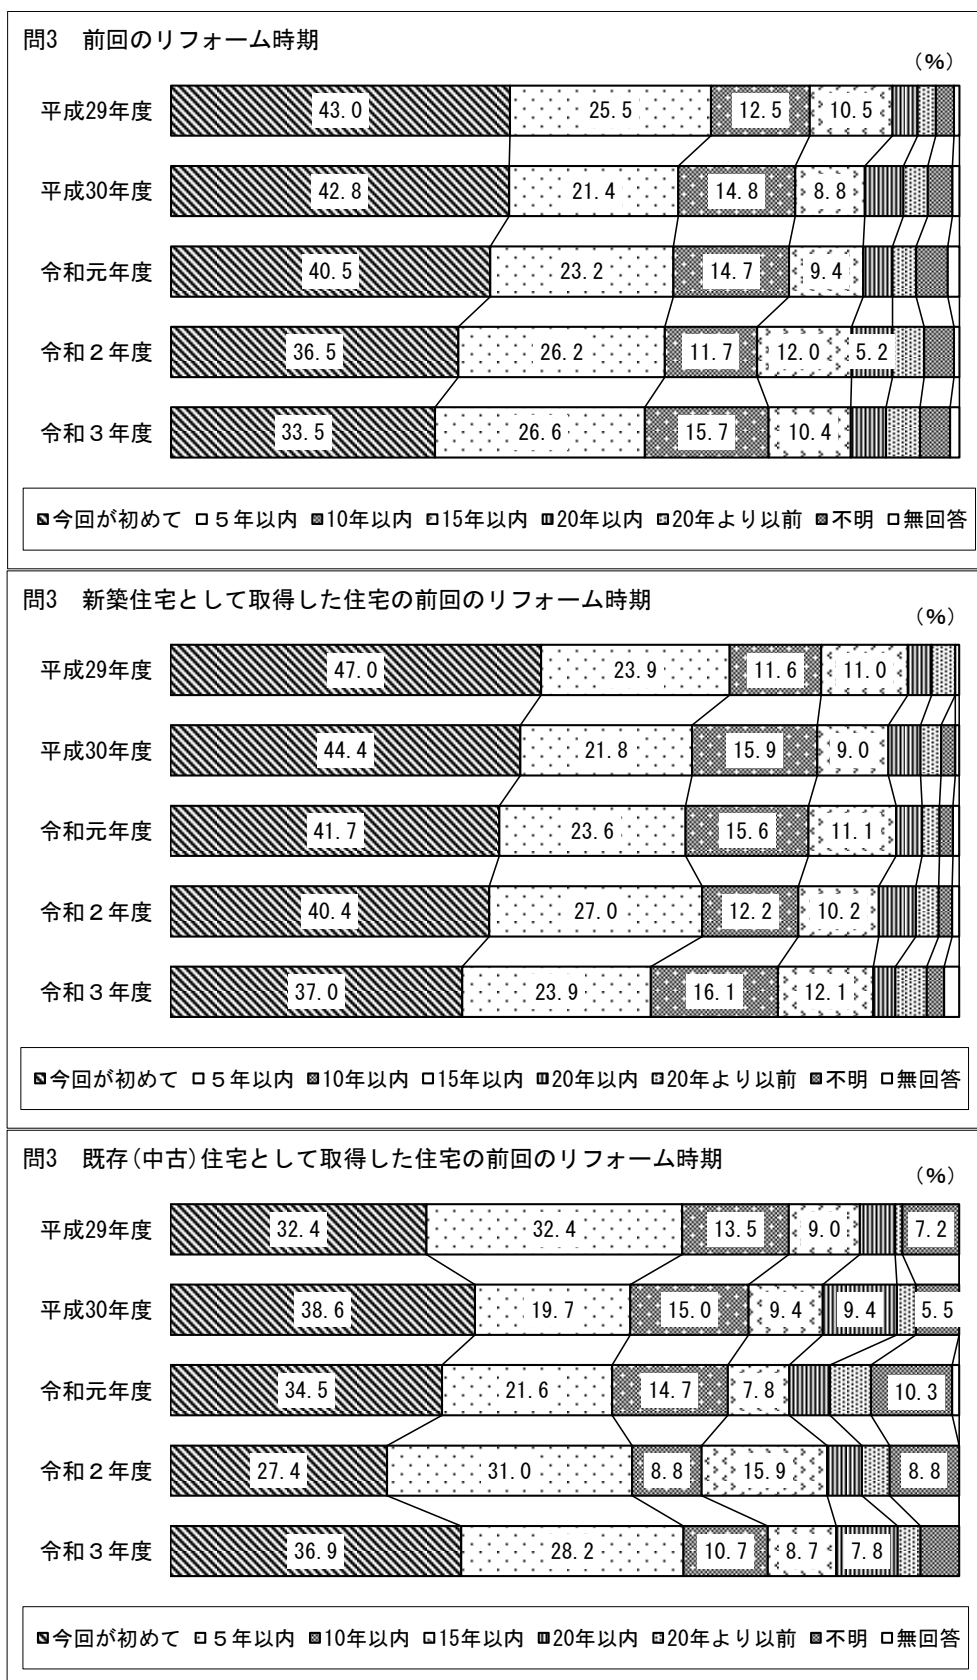 問3　前回のリフォーム時期
（％）
平成29年度 43.0 25.5 12.5 10.5
平成30年度 42.8 21.4 14.8 8.8
令和元年度 40.5 23.2 14.7 9.4
令和２年度 36.5 26.2 11.7 12.0 5.2
令和３年度 33.5 26.6 15.7 10.4
今回が初めて ５年以内 10年以内 15年以内 20年以内 20年より以前 不明 無回答
問3　新築住宅として取得した住宅の前回のリフォーム時期
（％）
平成29年度 47.0 23.9 11.6 11.0
平成30年度 44.4 21.8 15.9 9.0
令和元年度 41.7 23.6 15.6 11.1
令和２年度 40.4 27.0 12.2 10.2
令和３年度 37.0 23.9 16.1 12.1
今回が初めて ５年以内 10年以内 15年以内 20年以内 20年より以前 不明 無回答
問3　既存(中古)住宅として取得した住宅の前回のリフォーム時期
（％）
平成29年度 32.4 32.4 13.5 9.0 7.2
平成30年度 38.6 19.7 15.0 9.4 9.4 5.5
令和元年度 34.5 21.6 14.7 7.8 10.3
令和２年度 27.4 31.0 8.8 15.9 8.8
令和３年度 36.9 28.2 10.7 8.7 7.8
今回が初めて ５年以内 10年以内 15年以内 20年以内 20年より以前 不明 無回答